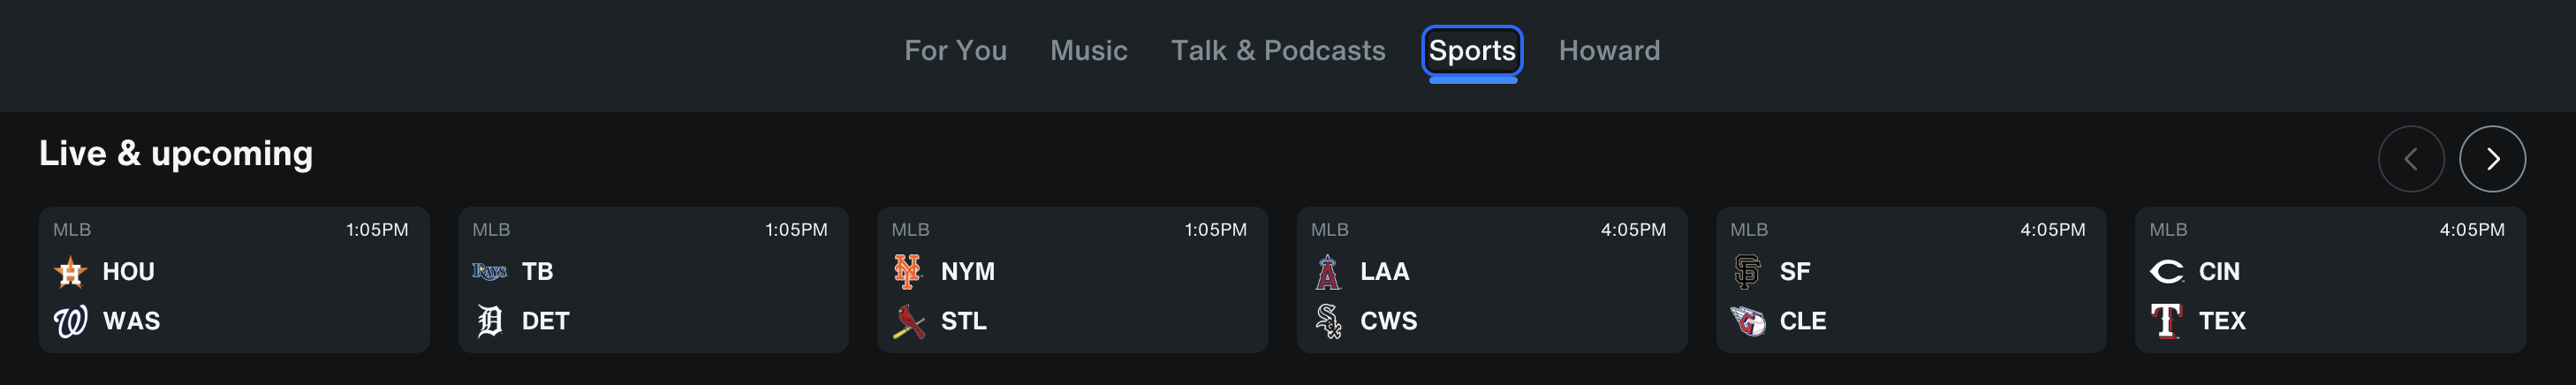 For You Music Talk & Podcasts Sports Howard
Live & upcoming
MLB 1:05PM
HOU
WAS
MLB 1:05PM
TB
DET
MLB 1:05PM
NYM
STL
MLB 4:05PM
LAA
CWS
MLB 4:05PM
SF
CLE
MLB 4:05PM
CIN
TEX